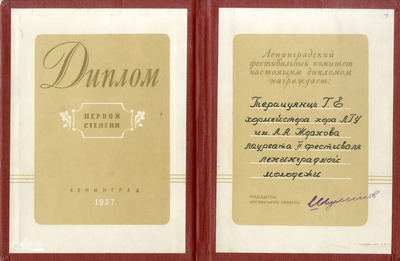 Диплом
ПЕРВОЙ
СТЕПЕНИ
ЛЕНИНГРАД
1957
Ленинградский
фестивальный комитет
настоящим дипломом
награждает:
Терацуянца Г Е
хормейстера хора ЛГУ
им. А.А. Жданова
лауреата II фестиваля
ленинградской
молодежи
ПРЕДСЕДАТЕЛЬ
ФЕСТИВАЛЬНОГО КОМИТЕТА